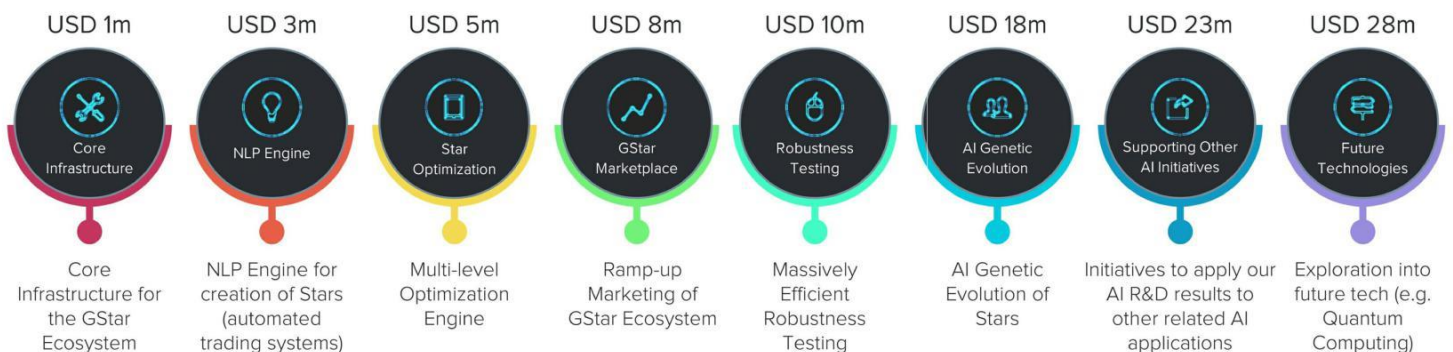 USD 1m
Core
Infrastructure
Core
Infrastructure for
the GStar
Ecosystem
USD 3m
NLP Engine
NLP Engine for
creation of Stars
(automated
trading systems)
USD 5m
Star
Optimization
Multi-level
Optimization
Engine
USD 8m
GStar
Marketplace
Ramp-up
Marketing of
GStar Ecosystem
USD 10m
Robustness
Testing
Massively
Efficient
Robustness
Testing
USD 18m
AI Genetic
Evolution
AI Genetic
Evolution of
Stars
USD 23m
Supporting Other
AI Initiatives
Initiatives to apply our
AI R&D results to
other related AI
applications
USD 28m
Future
Technologies
Exploration into
future tech (e.g.
Quantum
Computing)